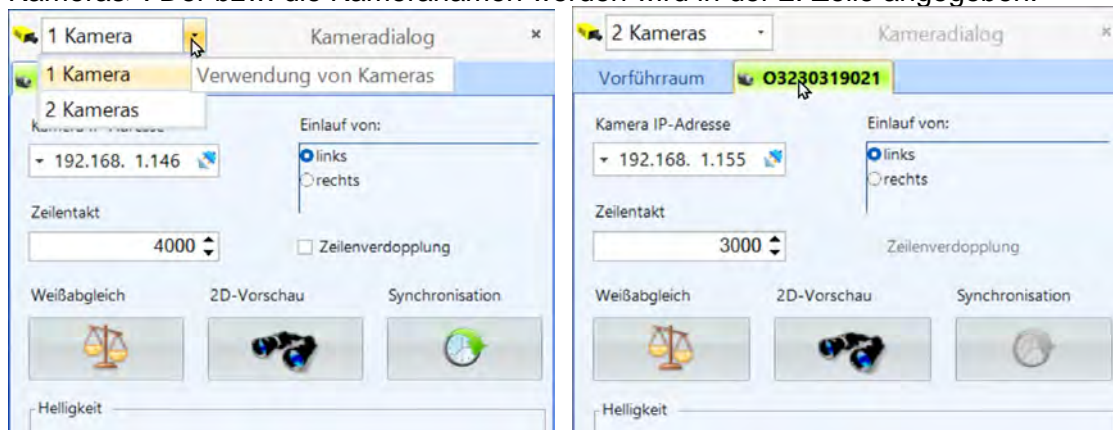 Kameras“. Der bzw. die Kameranamen werden wird in der 2. Zeile angegeben.
1 Kamera
Kameradialog
1 Kamera
Verwendung von Kameras
2 Kameras
Kamera IP-Adresse
Einlauf von:
192.168. 1.146
links
rechts
Zeilentakt
4000
Zeilenverdopplung
Weißabgleich
2D-Vorschau
Synchronisation
Helligkeit
2 Kameras
Kameradialog
Vorführraum
O3230319021
Kamera IP-Adresse
Einlauf von:
192.168. 1.155
links
rechts
Zeilentakt
3000
Zeilenverdopplung
Weißabgleich
2D-Vorschau
Synchronisation
Helligkeit